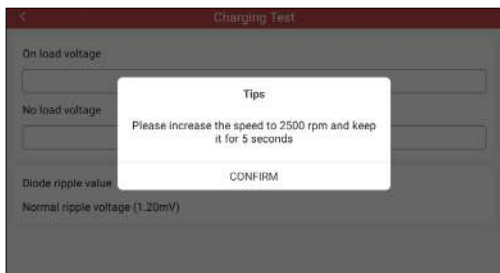 Charging Test
On load voltage
Tips
No load voltage
Please increase the speed to 2500 rpm and keep
it for 5 seconds
CONFIRM
Diode ripple value
Normal ripple voltage (1.20mV)